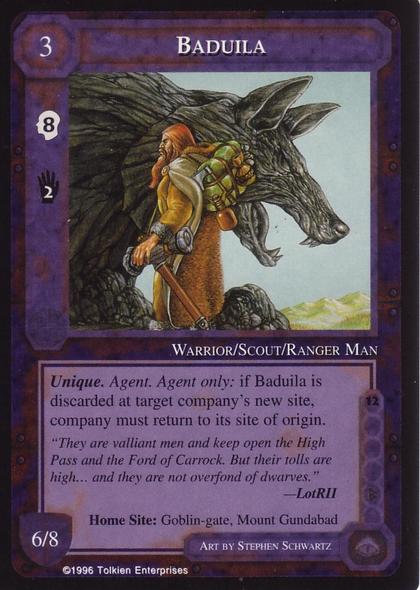 3
BADUILA
8
2
WARRIOR/SCOUT/RANGER MAN
Unique. Agent. Agent only: if Baduila is
discarded at target company's new site,
company must return to its site of origin.
"They are valliant men and keep open the High
Pass and the Ford of Carrock. But their tolls are
high... and they are not overfond of dwarves."
—LotRII
12
Home Site: Goblin-gate, Mount Gundabad
6/8
ART BY STEPHEN SCHWARTZ
©1996 Tolkien Enterprises